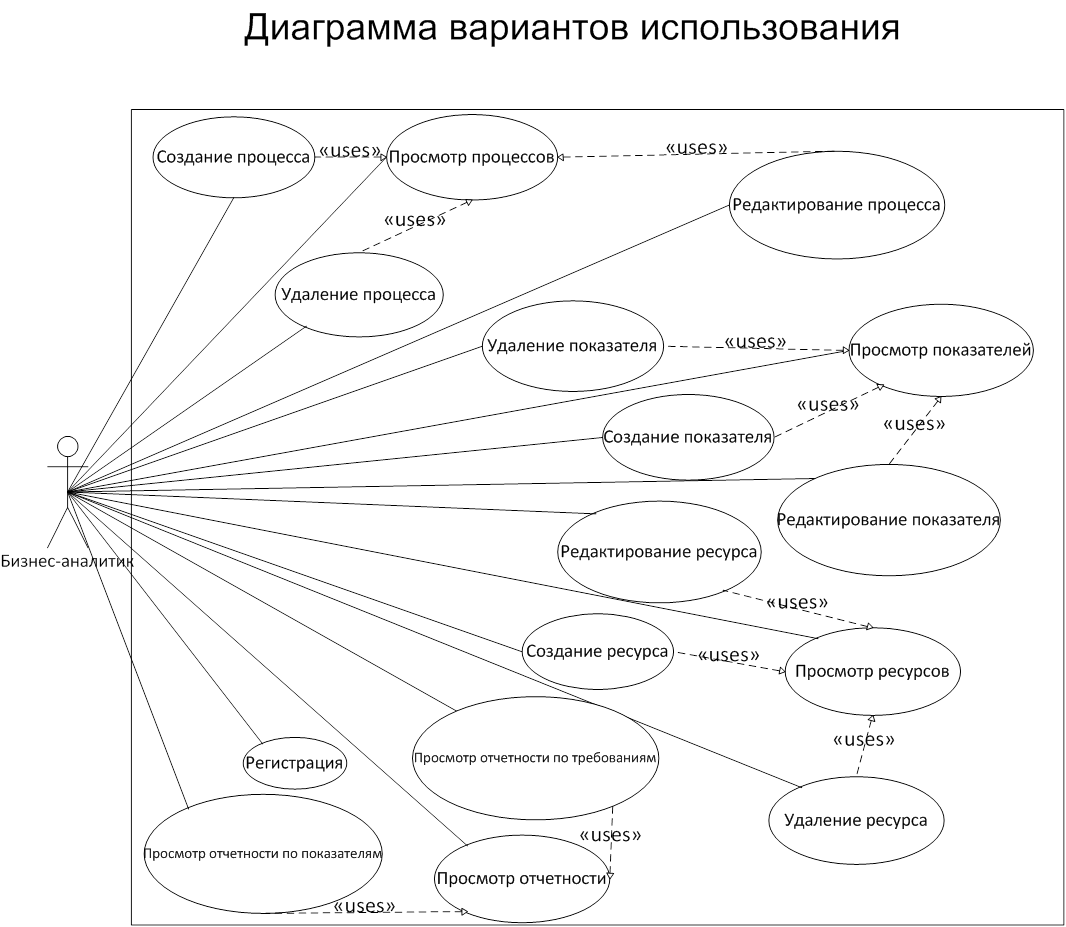 Диаграмма вариантов использования
Создание процесса
«uses»
Просмотр процессов
«uses»
Редактирование процесса
«uses»
Удаление процесса
Удаление показателя
«uses»
Просмотр показателей
«uses»
Создание показателя
«uses»
Редактирование показателя
Бизнес-аналитик
Редактирование ресурса
«uses»
Создание ресурса
«uses»
Просмотр ресурсов
«uses»
Просмотр отчетности по требованиям
Регистрация
Удаление ресурса
«uses»
Просмотр отчетности по показателям
Просмотр отчетности
«uses»